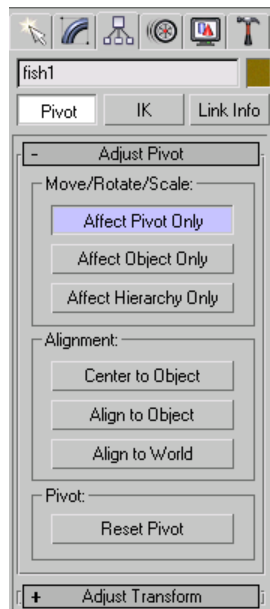 fish1
Pivot IK Link Info
- Adjust Pivot
Move/Rotate/Scale:
Affect Pivot Only
Affect Object Only
Affect Hierarchy Only
Alignment:
Center to Object
Align to Object
Align to World
Pivot:
Reset Pivot
+ Adjust Transform